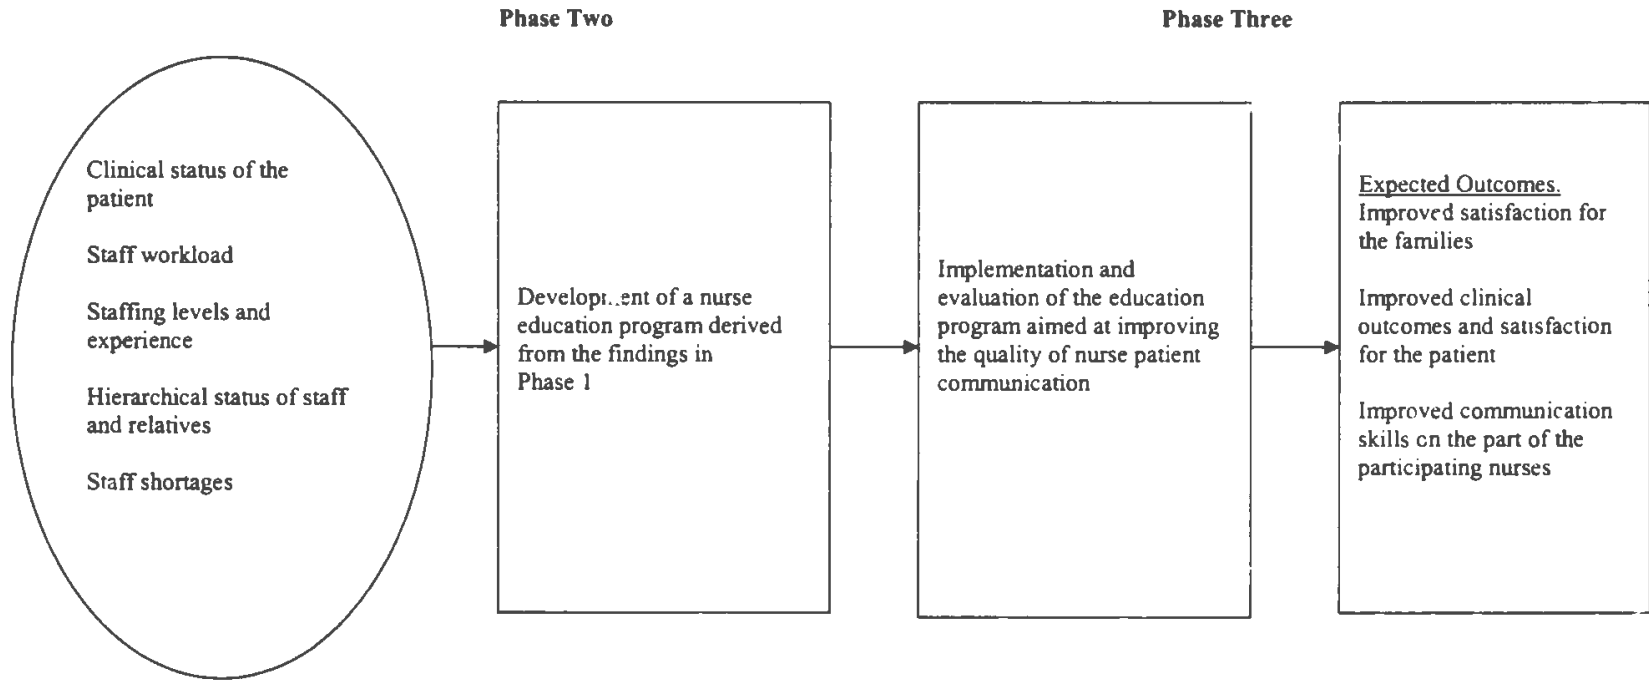 Phase Two
Phase Three
Clinical status of the
patient
Staff workload
Staffing levels and
experience
Hierarchical status of staff
and relatives
Staff shortages
Development of a nurse
education program derived
from the findings in
Phase 1
Implementation and
evaluation of the education
program aimed at improving
the quality of nurse patient
communication
Expected Outcomes.
Improved satisfaction for
the families
Improved clinical
outcomes and satisfaction
for the patient
Improved communication
skills on the part of the
participating nurses